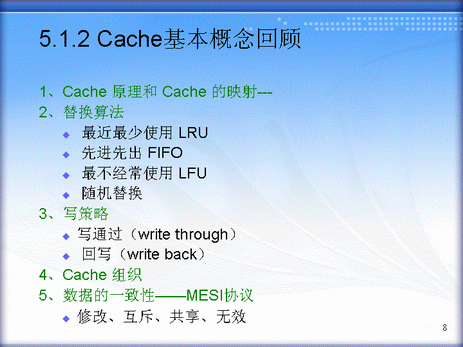 5.1.2 Cache基本概念回顾
1、Cache 原理和 Cache 的映射---
2、替换算法
最近最少使用 LRU
先进先出 FIFO
最不经常使用 LFU
随机替换
3、写策略
写通过（write through）
回写（write back）
4、Cache 组织
5、数据的一致性——MESI协议
修改、互斥、共享、无效
8